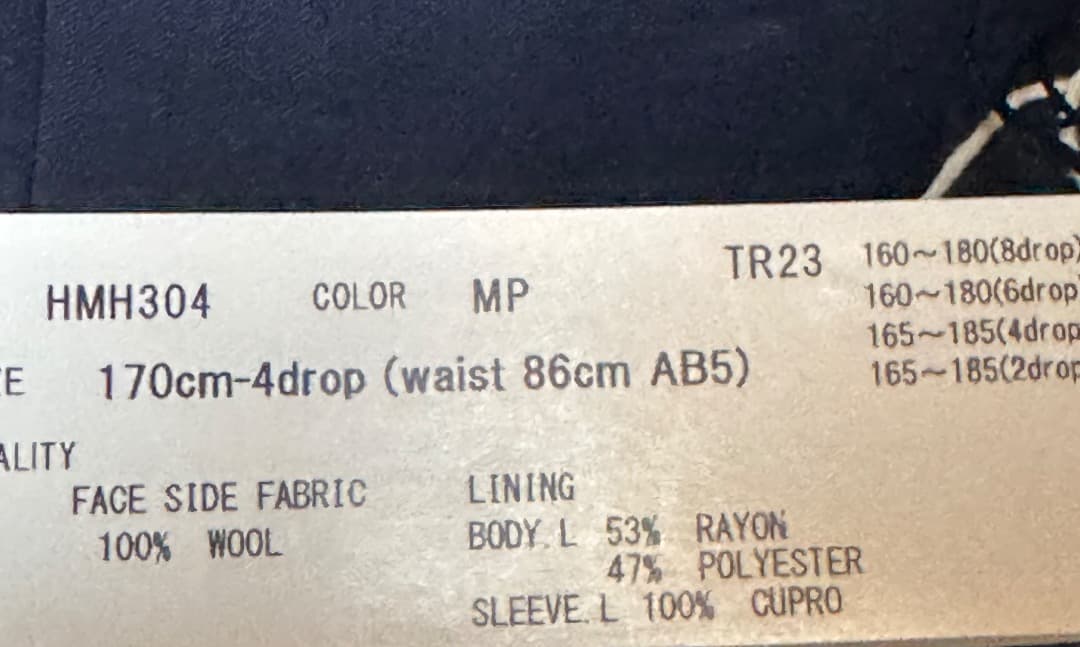 TR23 160~180(8drop)
160~180(6drop)
HMH304 COLOR MP
165~185(4drop
165~185(2drop
170cm-4drop (waist 86cm AB5)
ALITY
FACE SIDE FABRIC LINING
100% WOOL BODY.L 53% RAYON
47% POLYESTER
SLEEVE.L 100% CUPRO